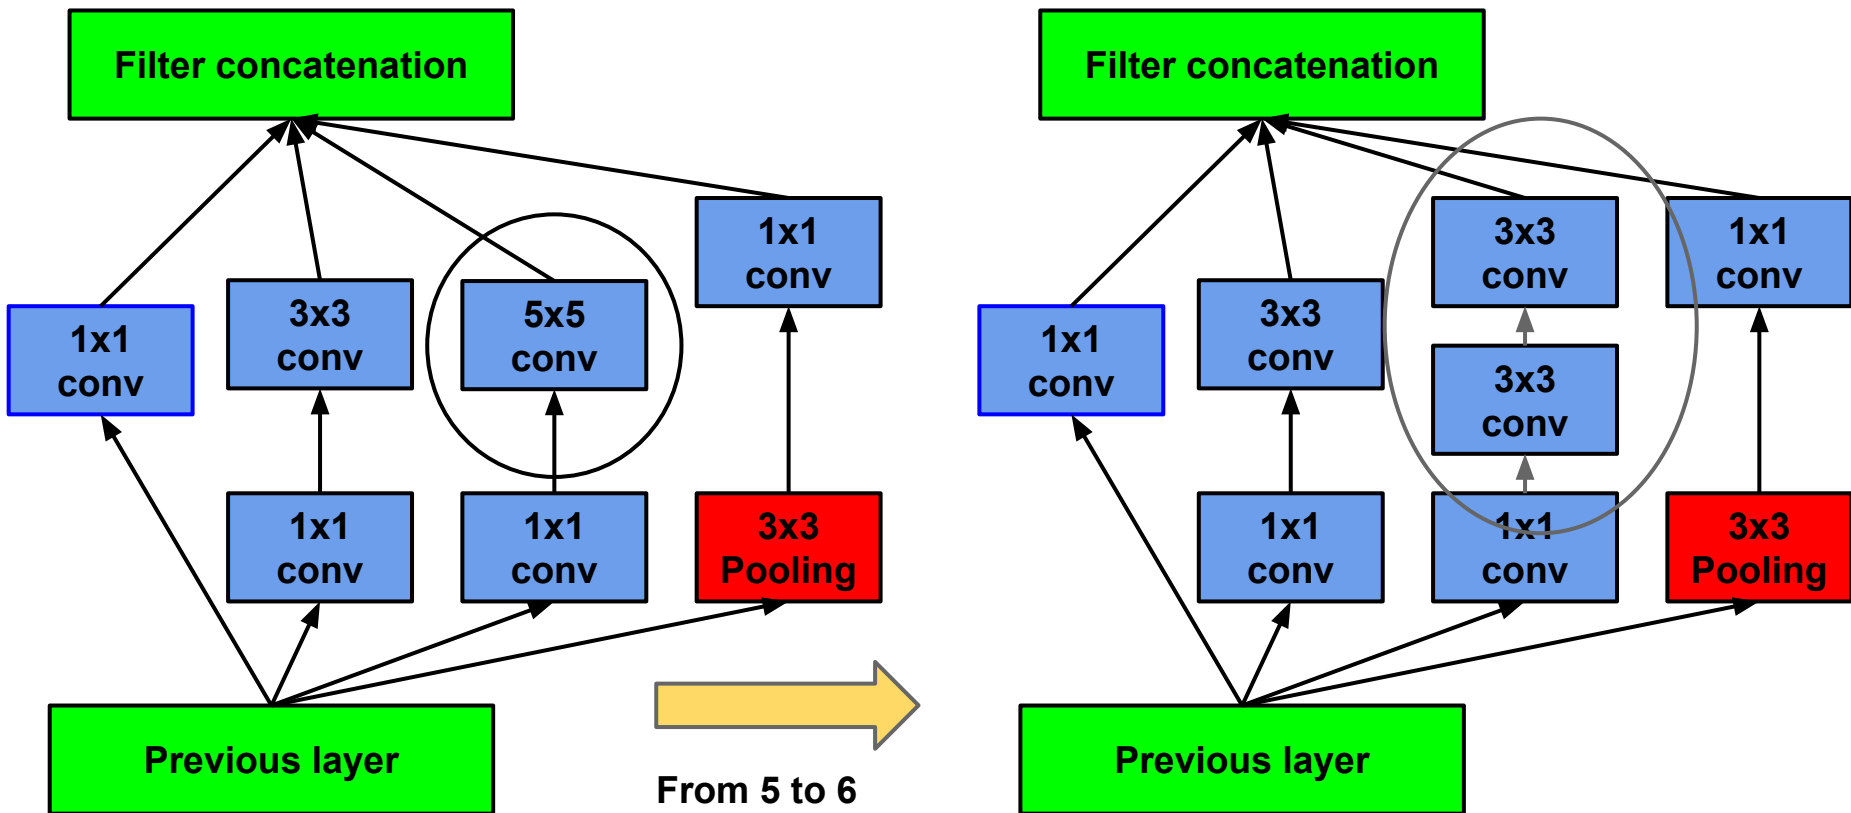 Filter concatenation
1x1
conv
3x3
conv
5x5
conv
1x1
conv
1x1
conv
1x1
conv
3x3
Pooling
Previous layer
From 5 to 6
Filter concatenation
1x1
conv
3x3
conv
3x3
conv
1x1
conv
3x3
conv
1x1
conv
1x1
conv
3x3
Pooling
Previous layer